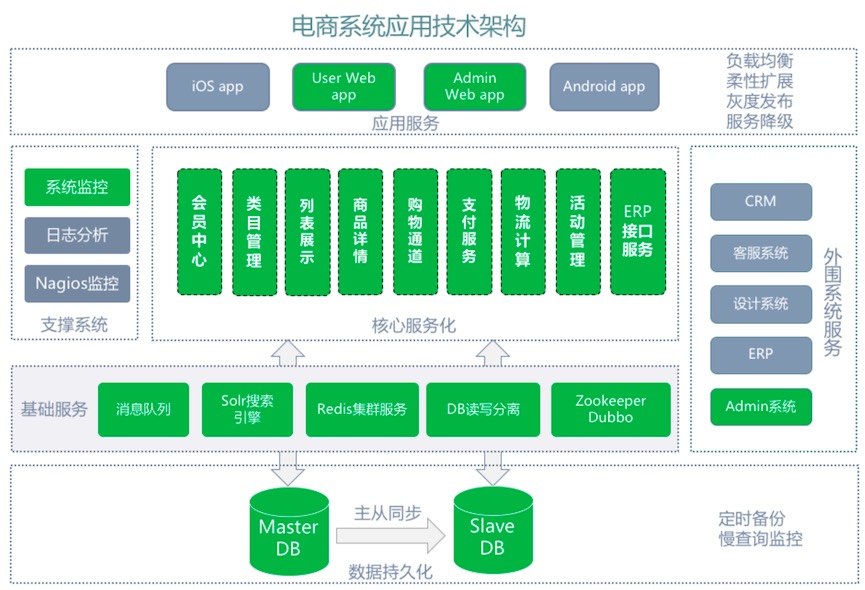 电商系统应用技术架构
iOS app
User Web
app
Admin
Web app
Android app
应用服务
负载均衡
柔性扩展
灰度发布
服务降级
系统监控
日志分析
Nagios监控
支撑系统
会员中心
类目管理
列表展示
商品详情
购物通道
支付服务
物流计算
活动管理
ERP
接口
服务
核心服务化
CRM
客服系统
设计系统
ERP
Admin系统
外围系统服务
基础服务
消息队列
Solr搜索
引擎
Redis集群服务
DB读写分离
Zookeeper
Dubbo
Master
DB
主从同步
Slave
DB
数据持久化
定时备份
慢查询监控